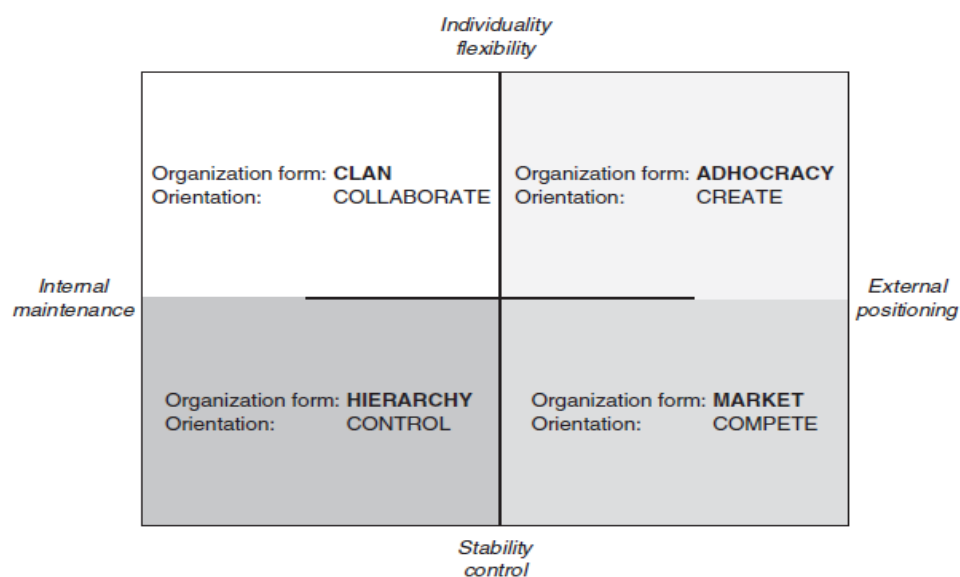 Individuality
flexibility
Organization form: CLAN
Orientation: COLLABORATE
Organization form: ADHOCRACY
Orientation: CREATE
Internal
maintenance
External
positioning
Organization form: HIERARCHY
Orientation: CONTROL
Organization form: MARKET
Orientation: COMPETE
Stability
control